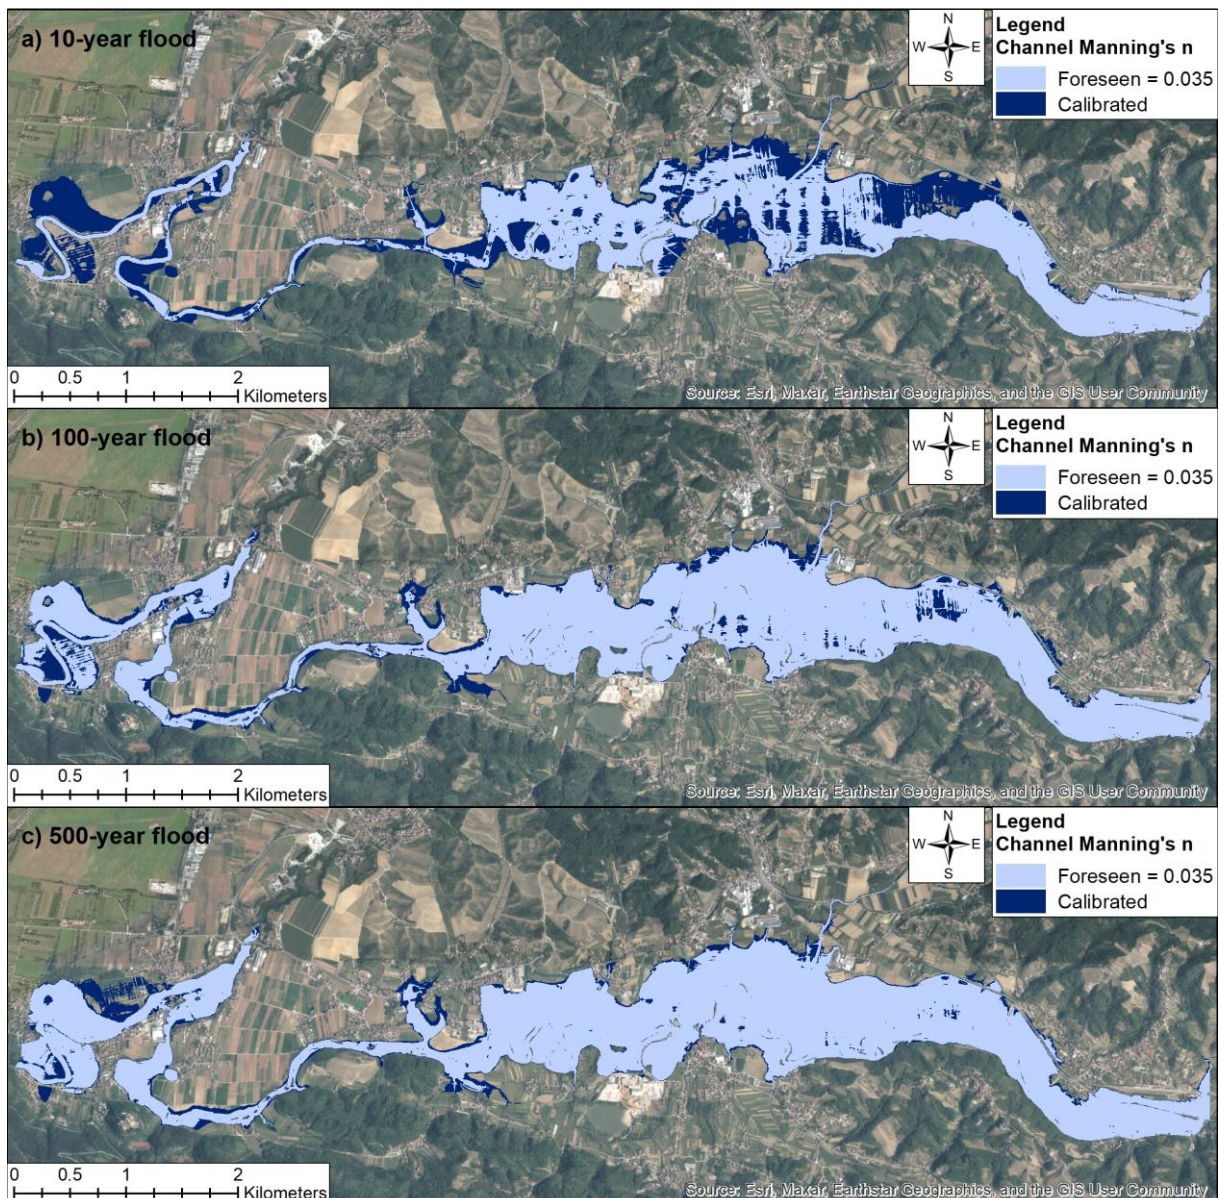 a) 10-year flood
N
W E
S
Legend
Channel Manning's n
Foreseen = 0.035
Calibrated
0 0.5 1 2
Kilometers
Source: Esri, Maxar, Earthstar Geographics, and the GIS User Community
b) 100-year flood
N
W E
S
Legend
Channel Manning's n
Foreseen = 0.035
Calibrated
0 0.5 1 2
Kilometers
Source: Esri, Maxar, Earthstar Geographics, and the GIS User Community
c) 500-year flood
N
W E
S
Legend
Channel Manning's n
Foreseen = 0.035
Calibrated
0 0.5 1 2
Kilometers
Source: Esri, Maxar, Earthstar Geographics, and the GIS User Community